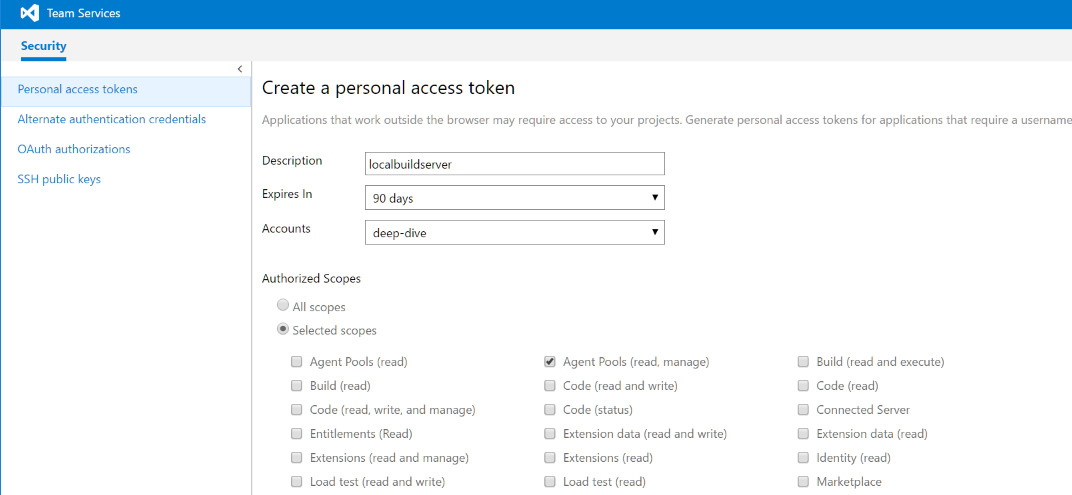 Team Services
Security
<
Personal access tokens
Alternate authentication credentials
OAuth authorizations
SSH public keys
Create a personal access token
Applications that work outside the browser may require access to your projects. Generate personal access tokens for applications that require a username
Description localbuildserver
Expires In 90 days
Accounts deep-dive
Authorized Scopes
All scopes
Selected scopes
Agent Pools (read) Agent Pools (read, manage) Build (read and execute)
Build (read) Code (read and write) Code (read)
Code (read, write, and manage) Code (status) Connected Server
Entitlements (Read) Extension data (read and write) Extension data (read)
Extensions (read and manage) Extensions (read) Identity (read)
Load test (read and write) Load test (read) Marketplace